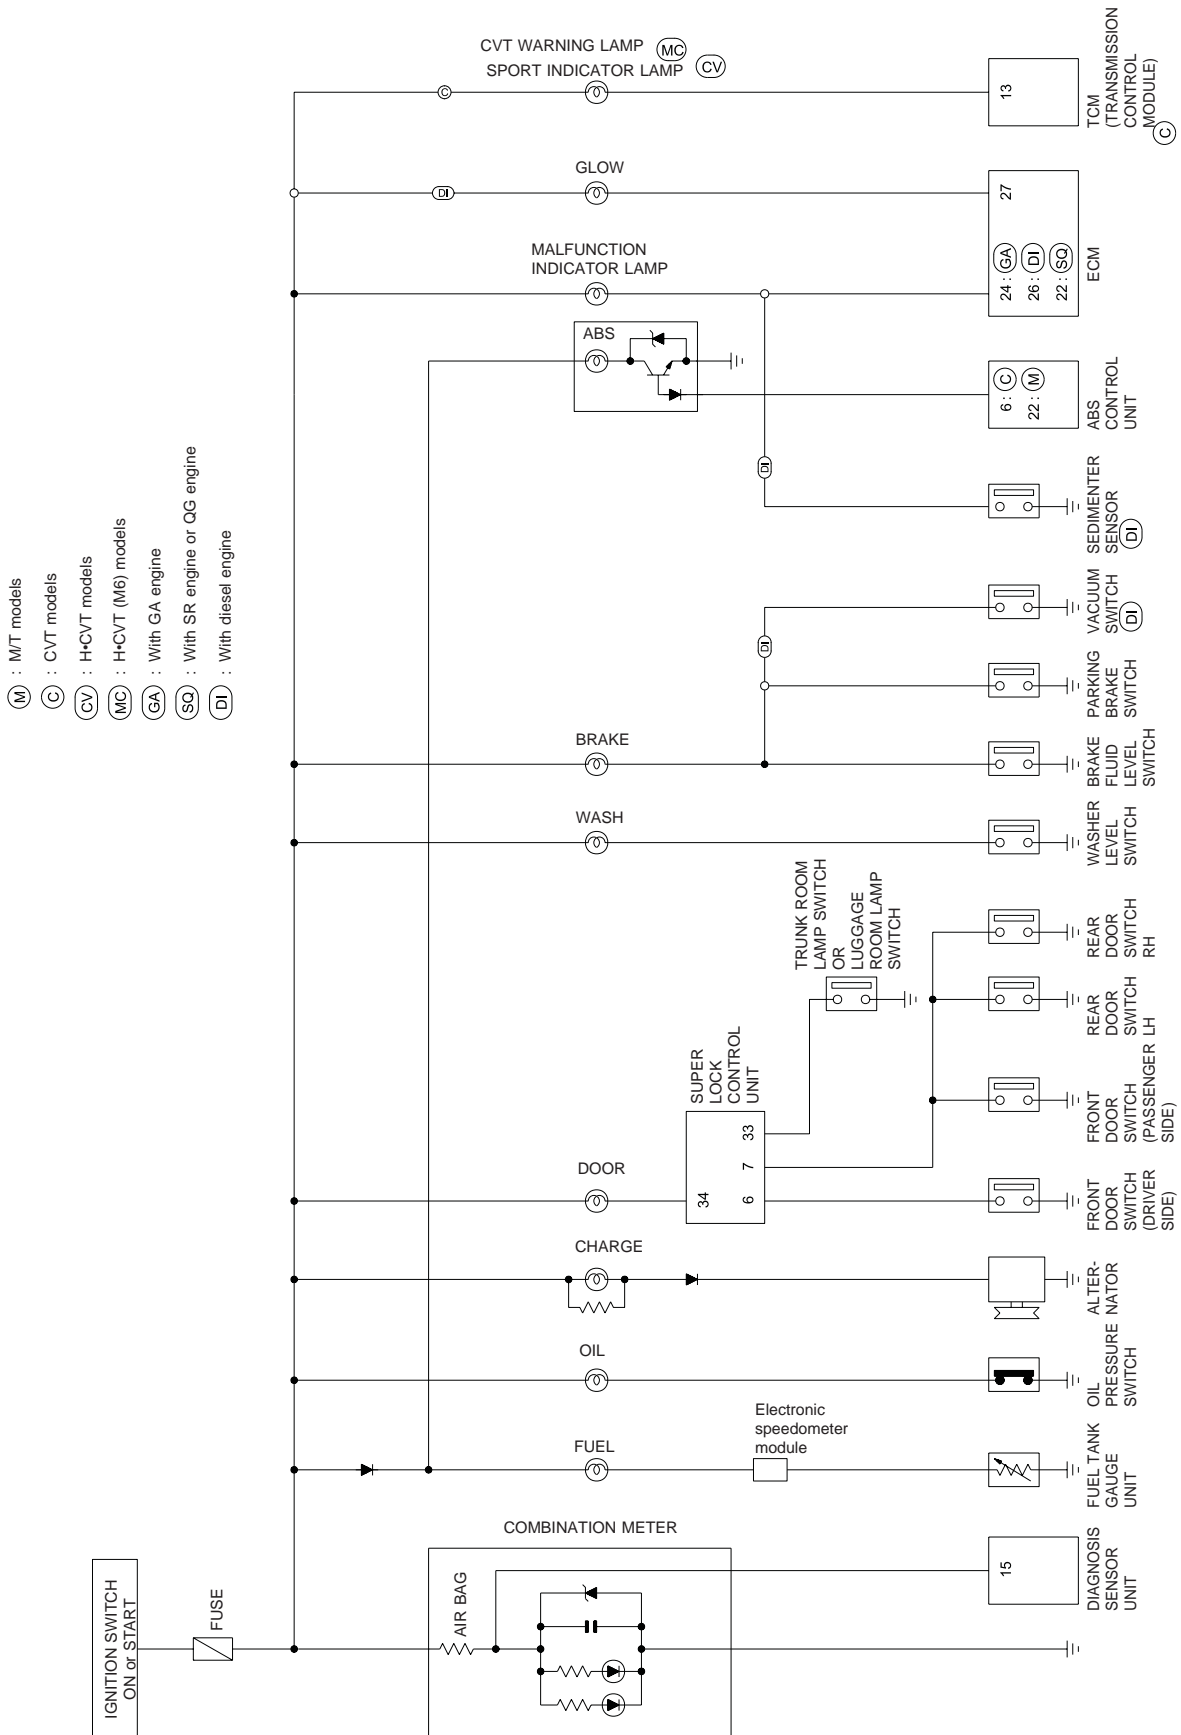 CVT WARNING LAMP MC
SPORT INDICATOR LAMP CV
C
13
TCM
(TRANSMISSION
CONTROL
MODULE)
C
GLOW
DI
27
24 : GA
26 : DI
22 : SQ
ECM
MALFUNCTION
INDICATOR LAMP
ABS
6 : C
22 : M
ABS
CONTROL
UNIT
M : M/T models
C : CVT models
CV : H•CVT models
MC : H•CVT (M6) models
GA : With GA engine
SQ : With SR engine or QG engine
DI : With diesel engine
DI
SEDIMENTER
SENSOR
DI
DI
VACUUM
SWITCH
DI
PARKING
BRAKE
SWITCH
BRAKE
BRAKE
FLUID
LEVEL
SWITCH
WASH
WASHER
LEVEL
SWITCH
TRUNK ROOM
LAMP SWITCH
OR
LUGGAGE
ROOM LAMP
SWITCH
REAR
DOOR
SWITCH
RH
REAR
DOOR
SWITCH
LH
SUPER
LOCK
CONTROL
UNIT
33
7
34
6
FRONT
DOOR
SWITCH
(PASSENGER
SIDE)
DOOR
FRONT
DOOR
SWITCH
(DRIVER
SIDE)
CHARGE
ALTER-
NATOR
OIL
OIL
PRESSURE
SWITCH
FUEL
Electronic
speedometer
module
FUEL TANK
GAUGE
UNIT
COMBINATION METER
AIR BAG
15
DIAGNOSIS
SENSOR
UNIT
IGNITION SWITCH
ON or START
FUSE